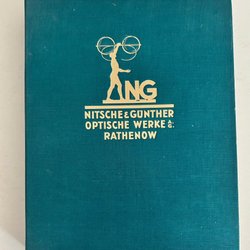 NG
NITSCHE & GÜNTHER
OPTISCHE WERKE A.G.
RATHENOW